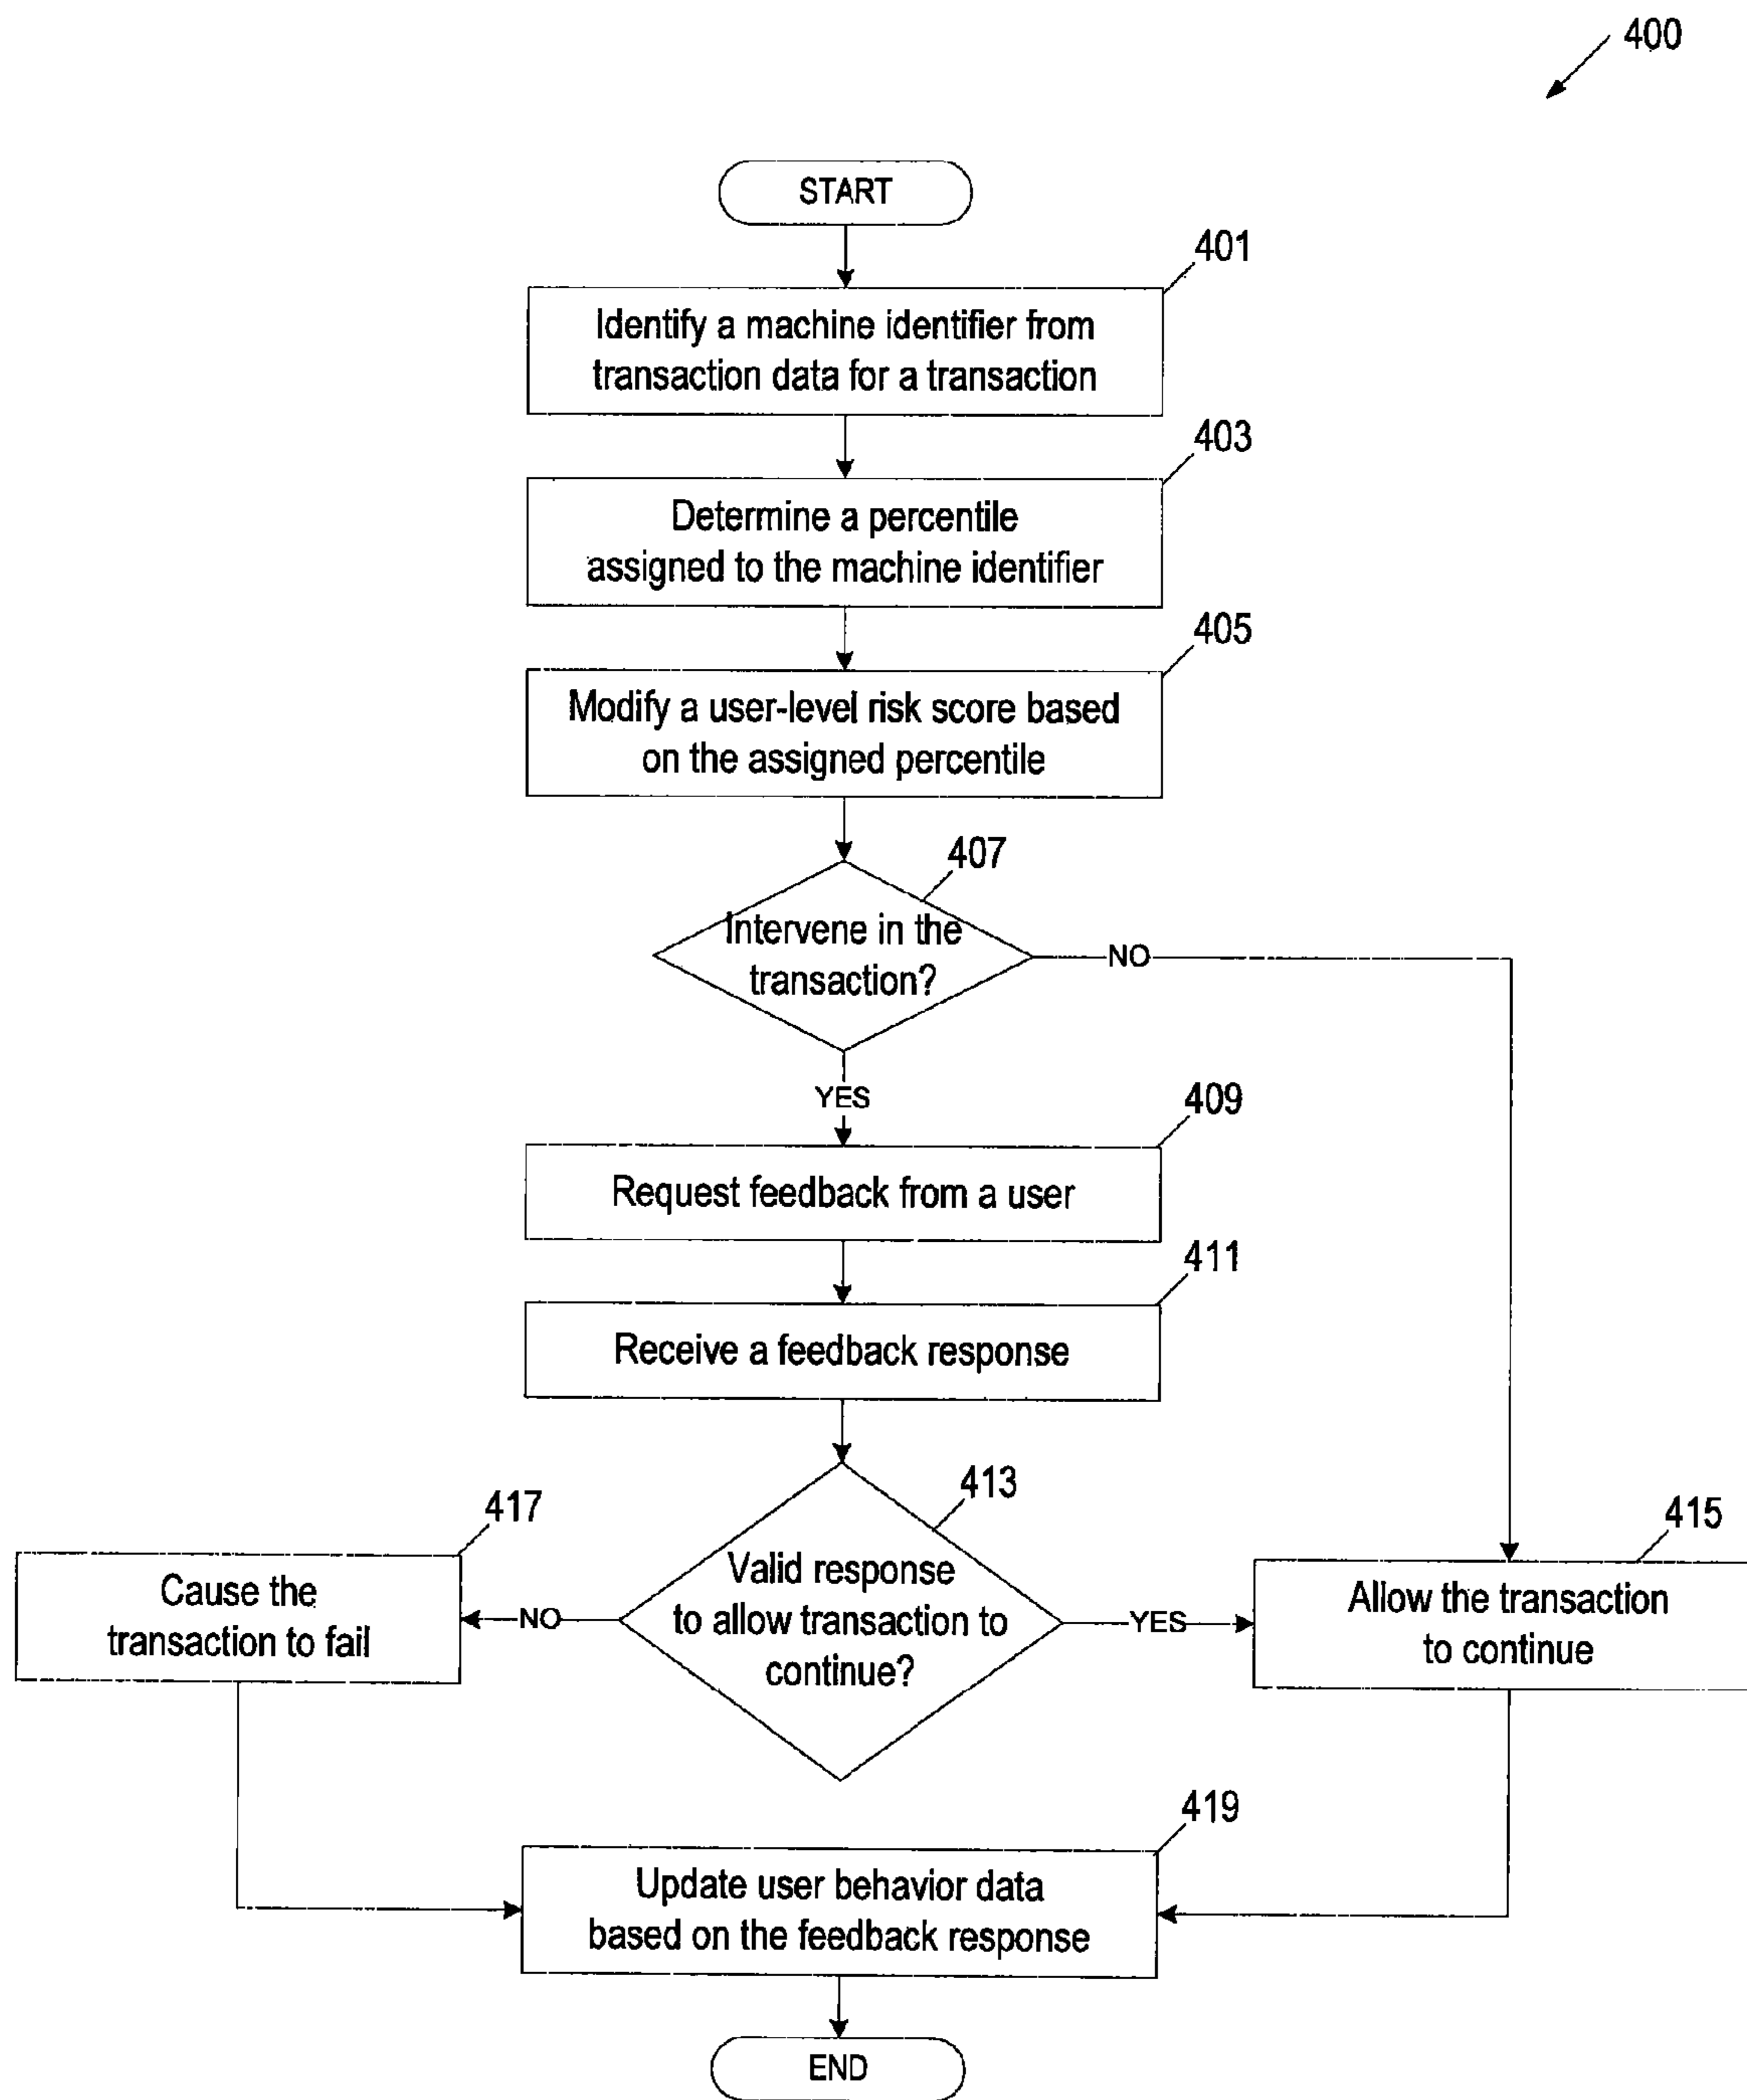 400
START
401
Identify a machine identifier from
transaction data for a transaction
403
Determine a percentile
assigned to the machine identifier
405
Modify a user-level risk score based
on the assigned percentile
407
Intervene in the
transaction?
NO
YES
409
Request feedback from a user
411
Receive a feedback response
413
Valid response
to allow transaction to
continue?
417
Cause the
transaction to fail
NO
YES
415
Allow the transaction
to continue
419
Update user behavior data
based on the feedback response
END